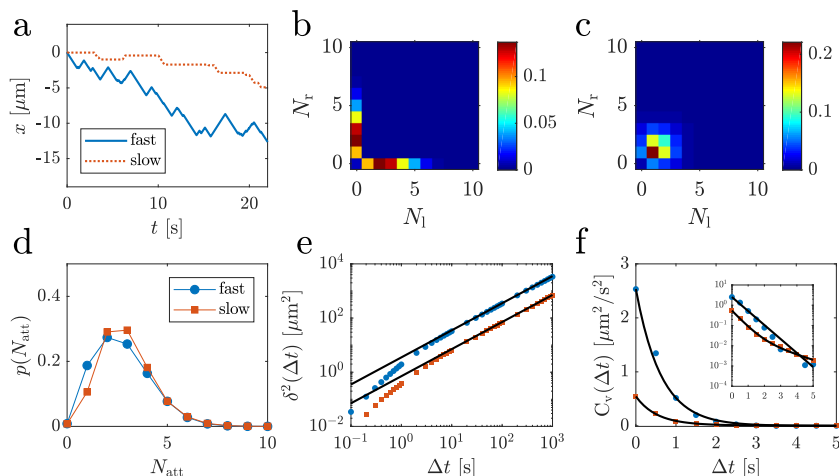 a
0
-5
-10
-15
x [μm]
fast
slow
0
10
20
t [s]
b
10
5
0
N_r
0
5
10
N_l
0.1
0.05
0
c
10
5
0
N_r
0
5
10
N_l
0.2
0.1
0
d
0.4
0.2
0
p(N_att)
fast
slow
0
5
10
N_att
e
10^4
10^2
10^0
10^-2
δ^2(Δt) [μm^2]
10^-1
10^0
10^1
10^2
10^3
Δt [s]
f
3
2
1
0
C_v(Δt) [μm^2/s^2]
10^1
10^0
10^-1
10^-2
10^-3
10^-4
0 1 2 3 4 5
0 1 2 3 4 5
Δt [s]